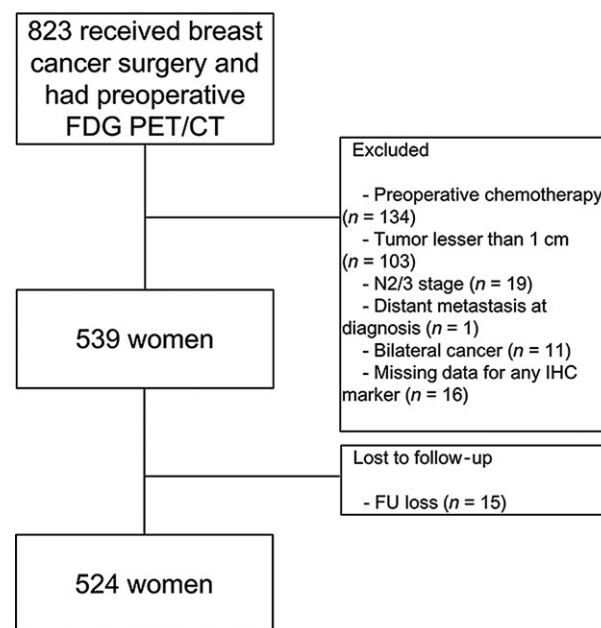 823 received breast
cancer surgery and
had preoperative
FDG PET/CT
Excluded
- Preoperative chemotherapy
(n = 134)
- Tumor lesser than 1 cm
(n = 103)
- N2/3 stage (n = 19)
- Distant metastasis at
diagnosis (n = 1)
- Bilateral cancer (n = 11)
- Missing data for any IHC
marker (n = 16)
539 women
Lost to follow-up
- FU loss (n = 15)
524 women